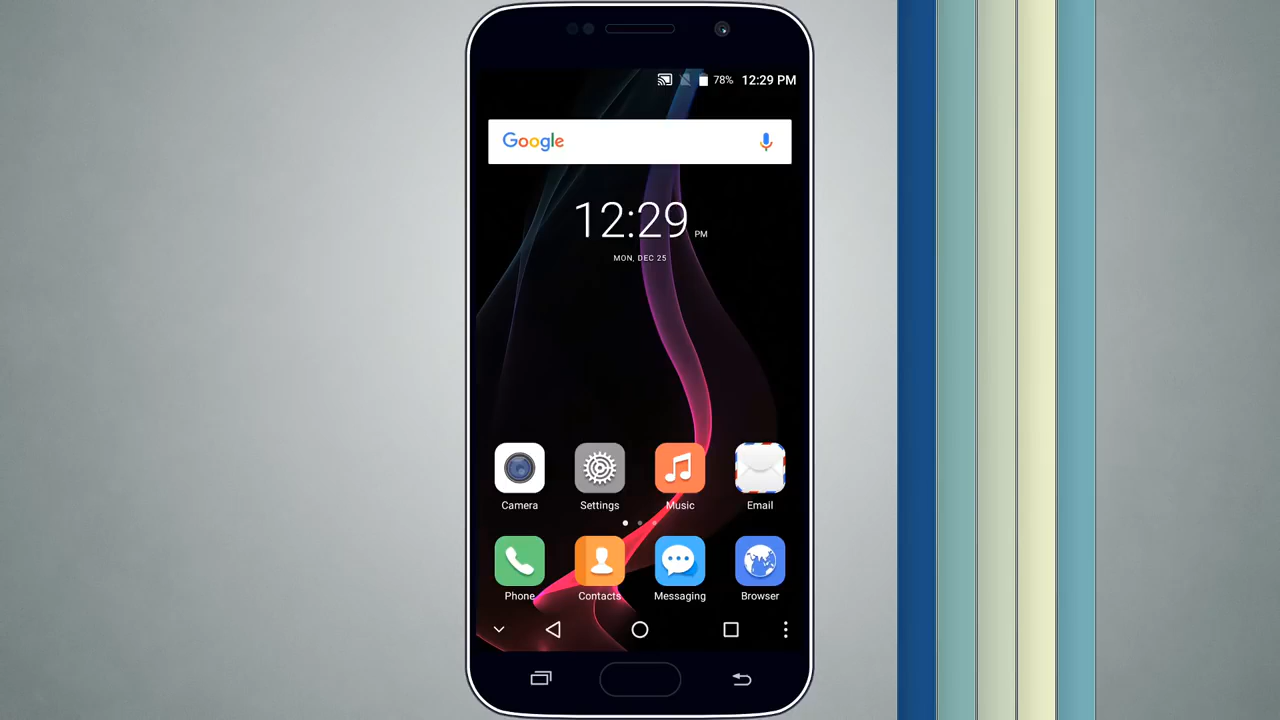 78% 12:29 PM
Google
12:29 PM
MON, DEC 25
Camera Settings Music Email
Phone Contacts Messaging Browser